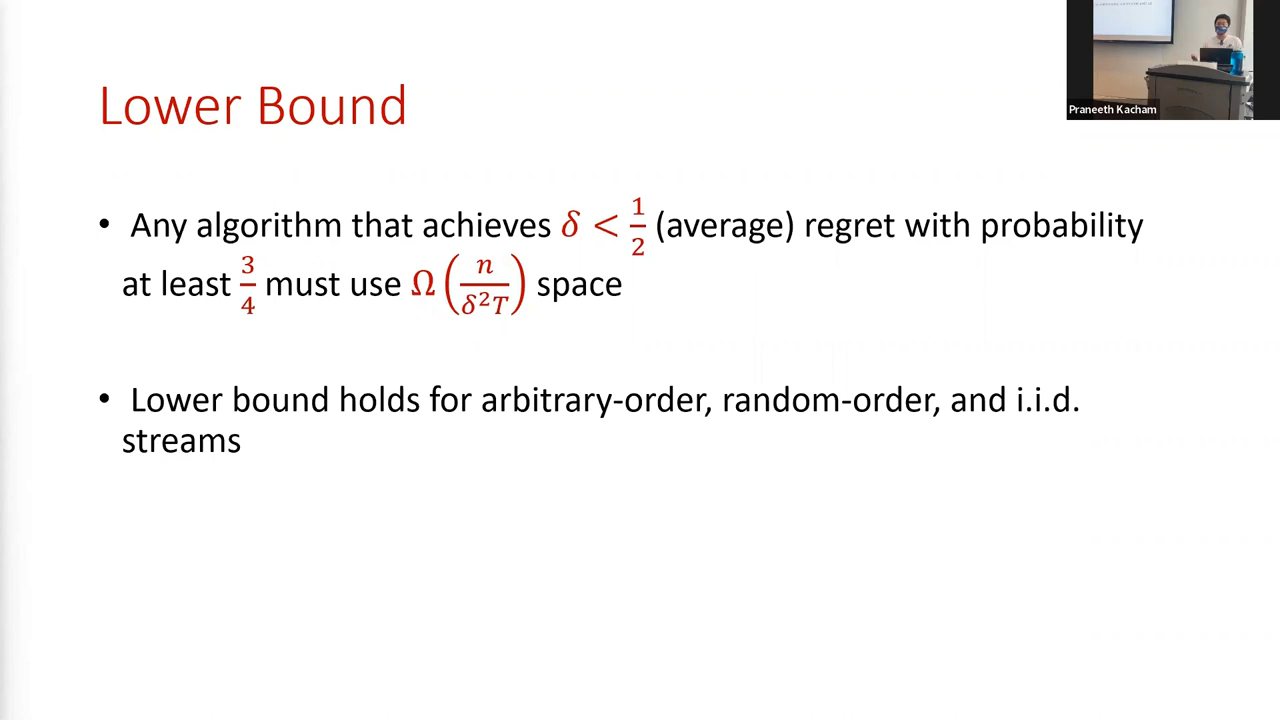 Lower Bound
• Any algorithm that achieves δ < 1/2 (average) regret with probability
at least 3/4 must use Ω(n/(δ²T)) space
• Lower bound holds for arbitrary-order, random-order, and i.i.d.
streams
Praneeth Kacham